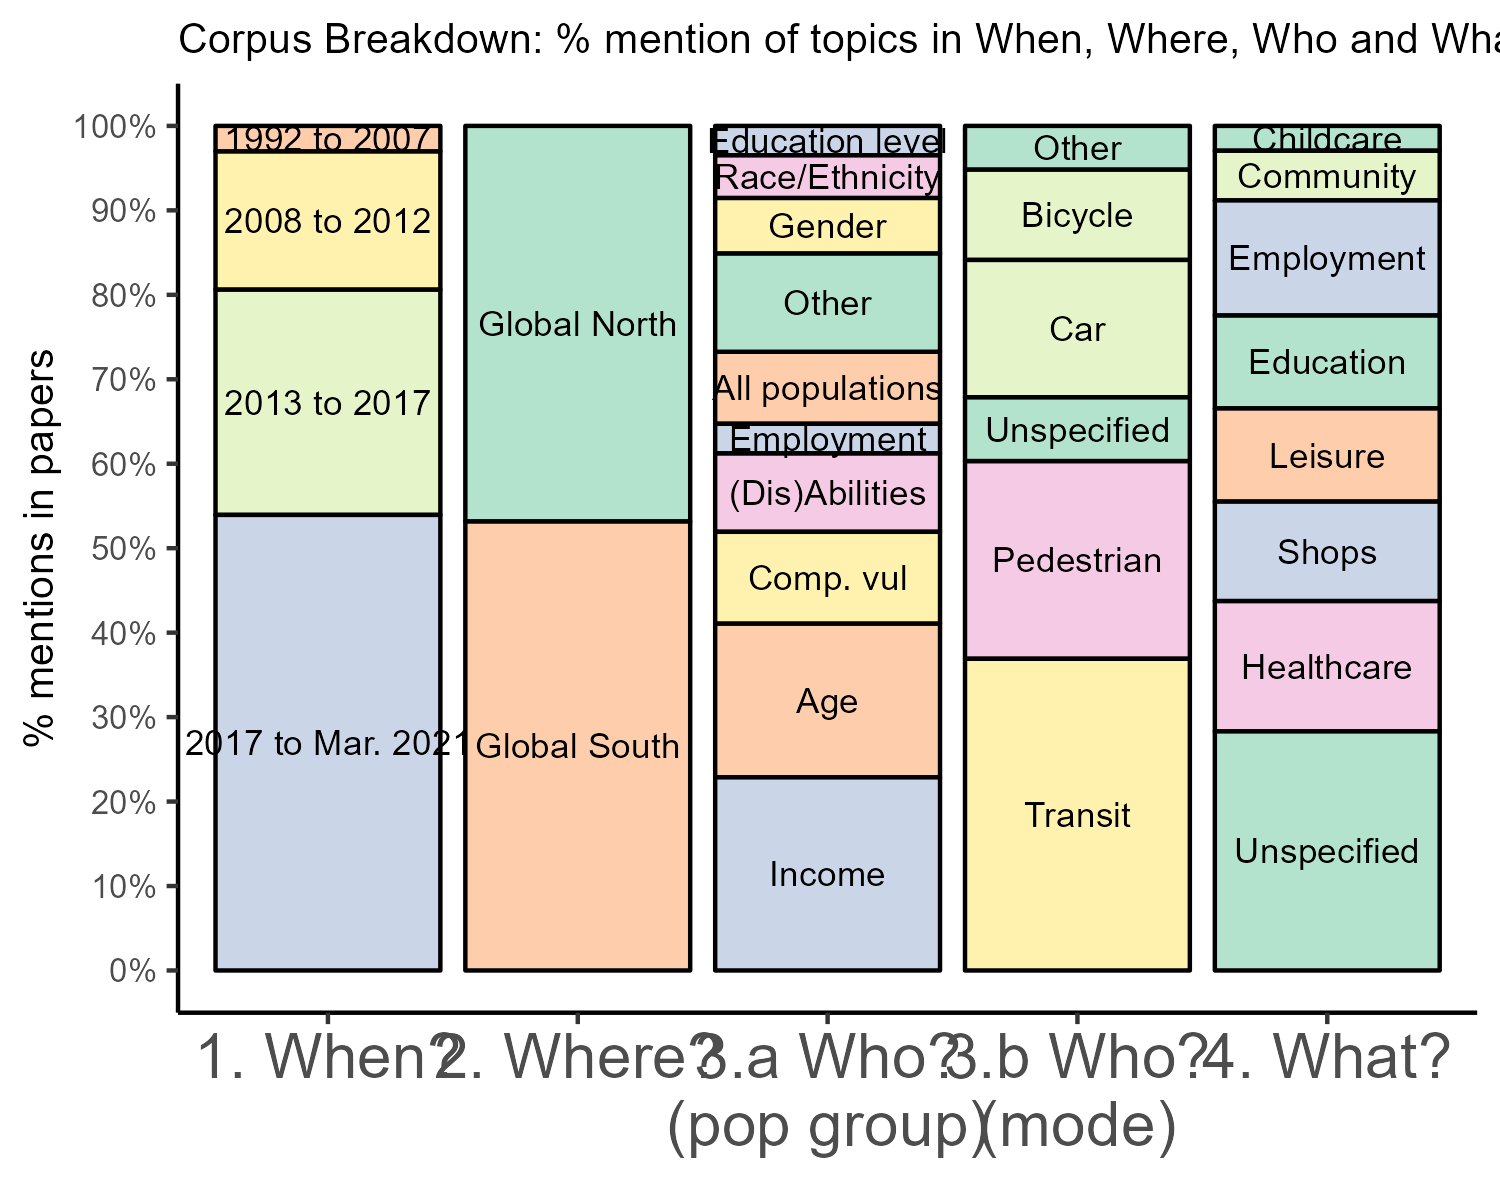 Corpus Breakdown: % mention of topics in When, Where, Who and Wha
% mentions in papers
100%
90%
80%
70%
60%
50%
40%
30%
20%
10%
0%
1992 to 2007
2008 to 2012
2013 to 2017
2017 to Mar. 2021
Global North
Global South
Education level
Race/Ethnicity
Gender
Other
All populations
Employment
(Dis)Abilities
Comp. vul
Age
Income
Other
Bicycle
Car
Unspecified
Pedestrian
Transit
Childcare
Community
Employment
Education
Leisure
Shops
Healthcare
Unspecified
1. When?
2. Where?
3.a Who?
(pop group)
3.b Who?
(mode)
4. What?